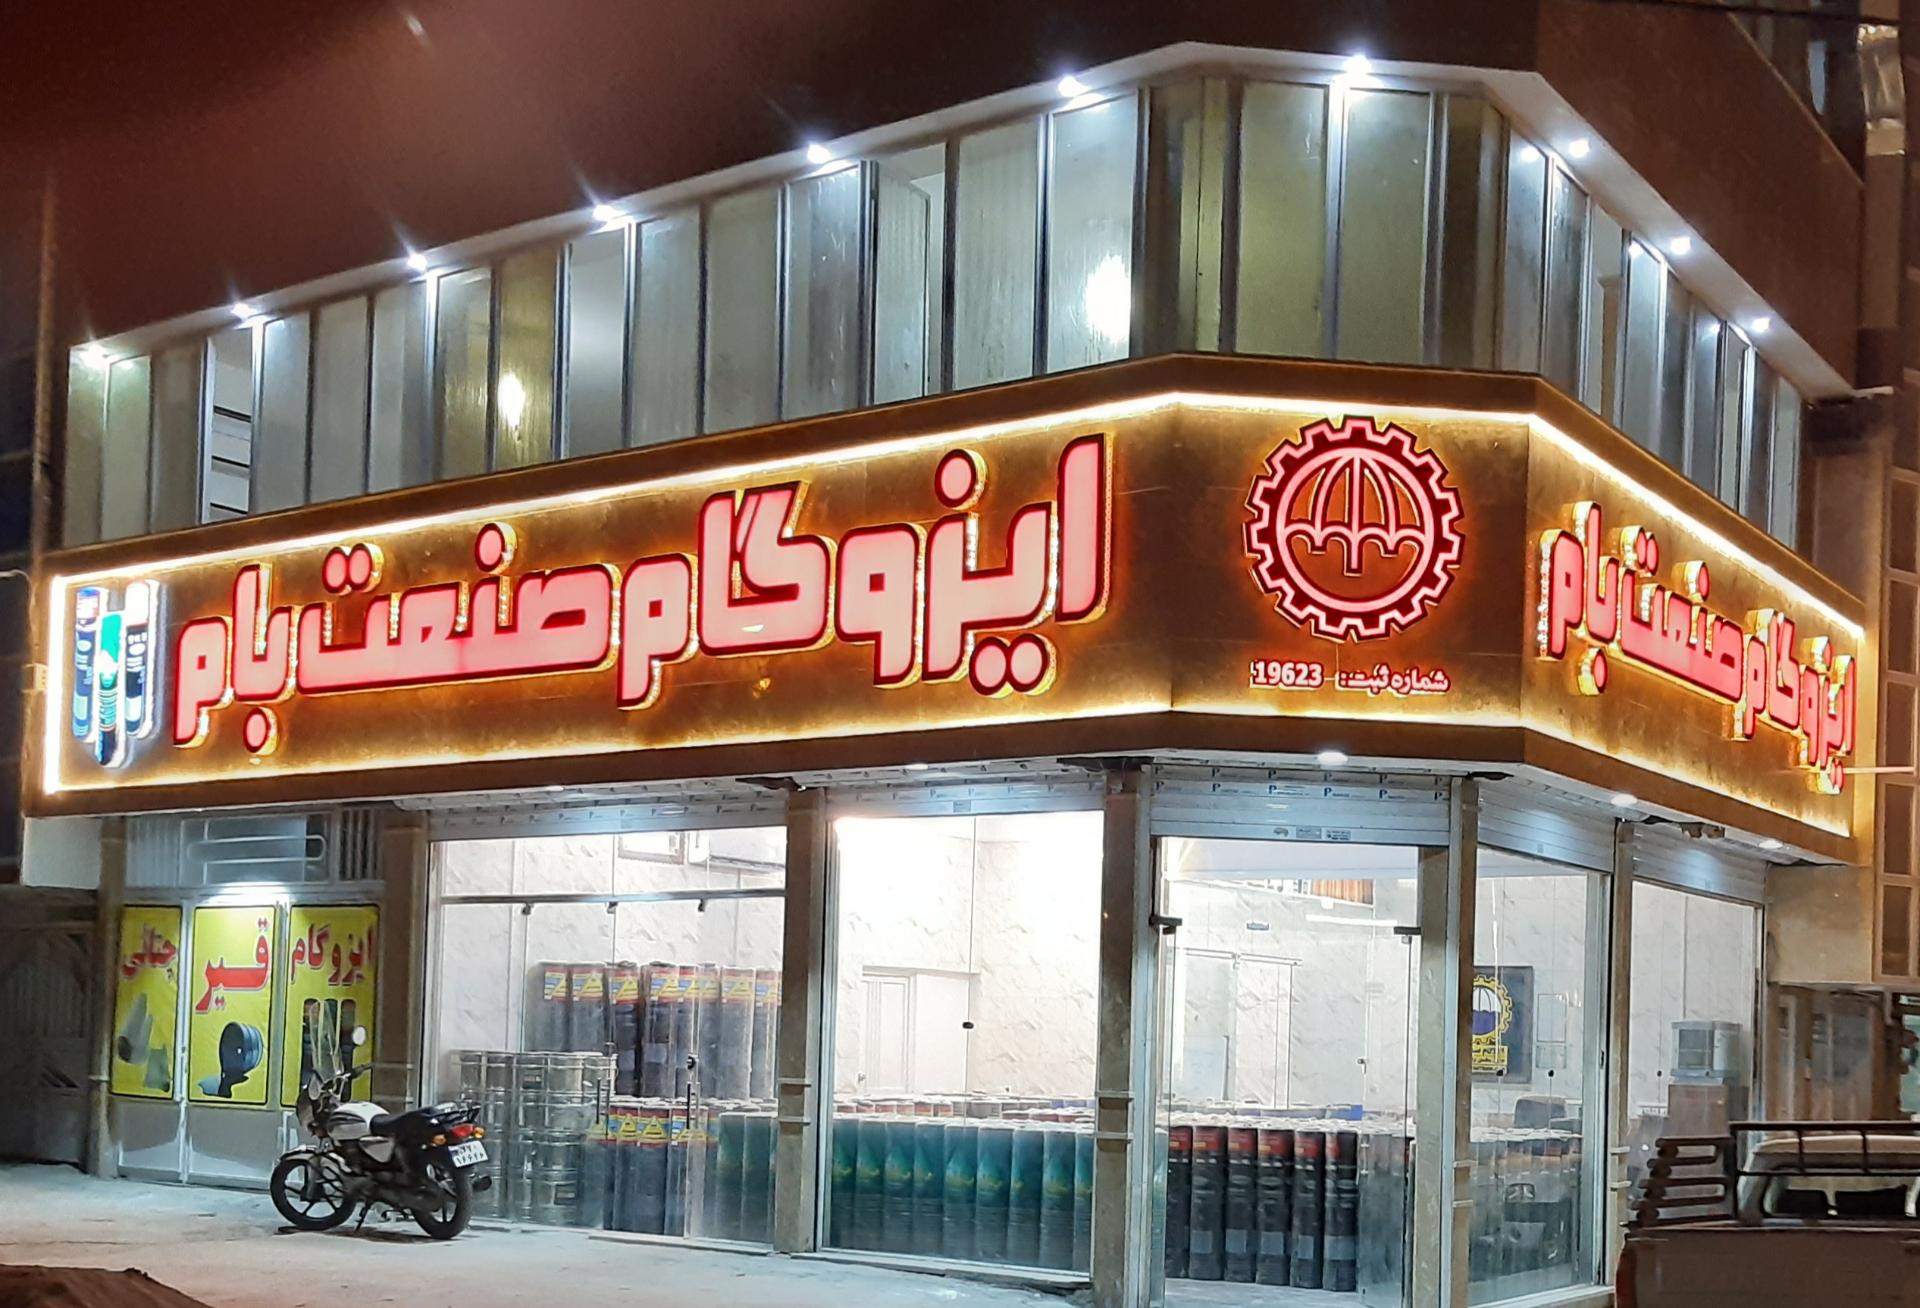 ایزوگام صنعت بام
شماره ثبت: 19623
ایزوگام صنعت بام
ایزوگام
قیر
چتائی